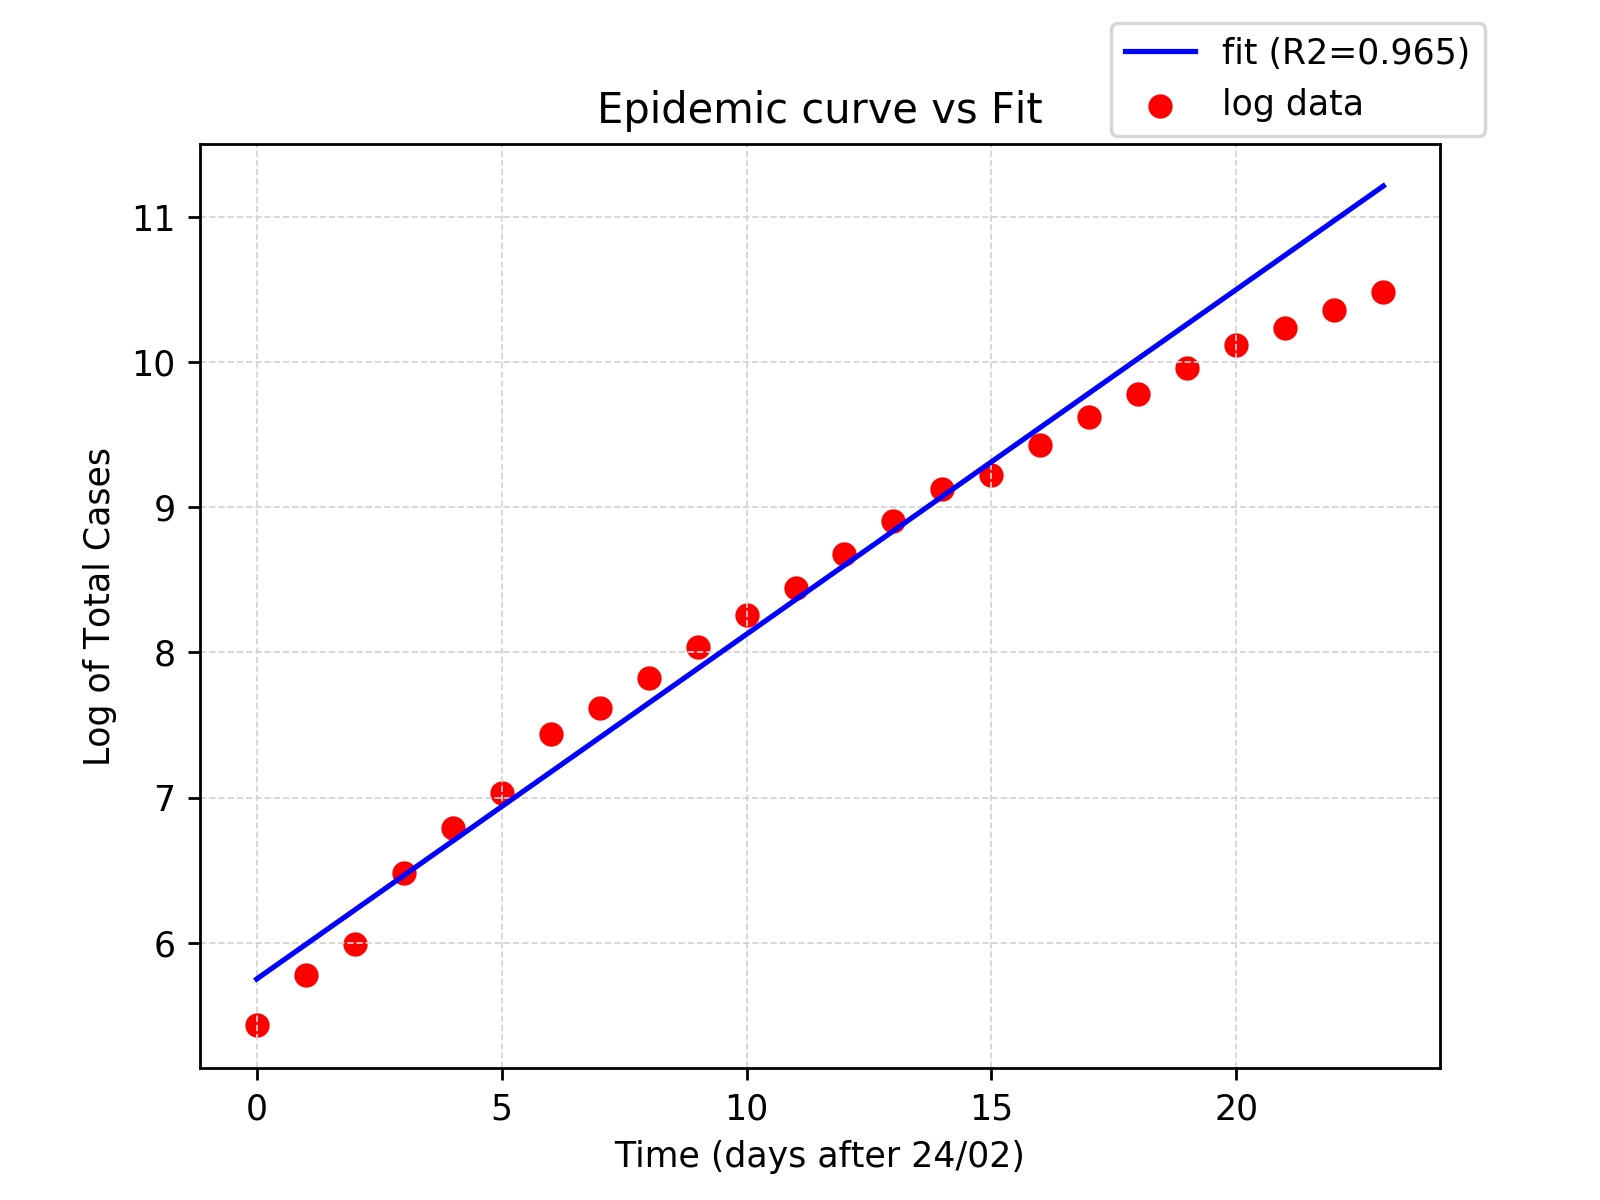 fit (R2=0.965)
log data
Epidemic curve vs Fit
11
10
9
8
7
6
Log of Total Cases
0 5 10 15 20
Time (days after 24/02)